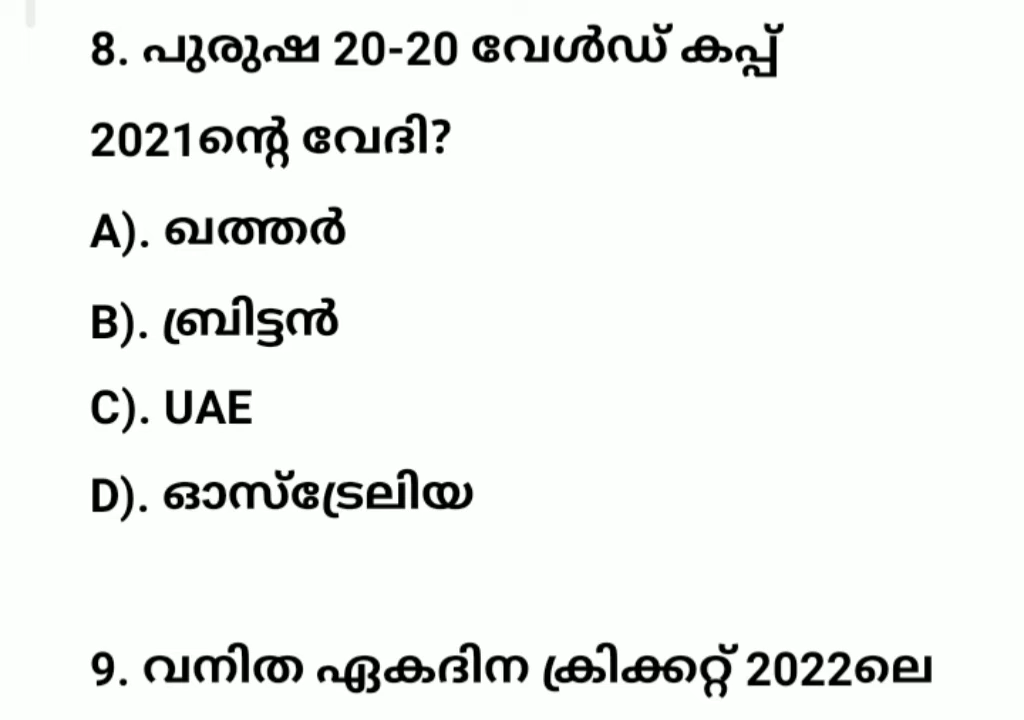 8. പുരുഷ 20-20 വേൾഡ് കപ്പ്
2021ന്റെ വേദി?
A). ഖത്തർ
B). ബ്രിട്ടൻ
C). UAE
D). ഓസ്ട്രേലിയ
9. വനിത ഏകദിന ക്രിക്കറ്റ് 2022ലെ